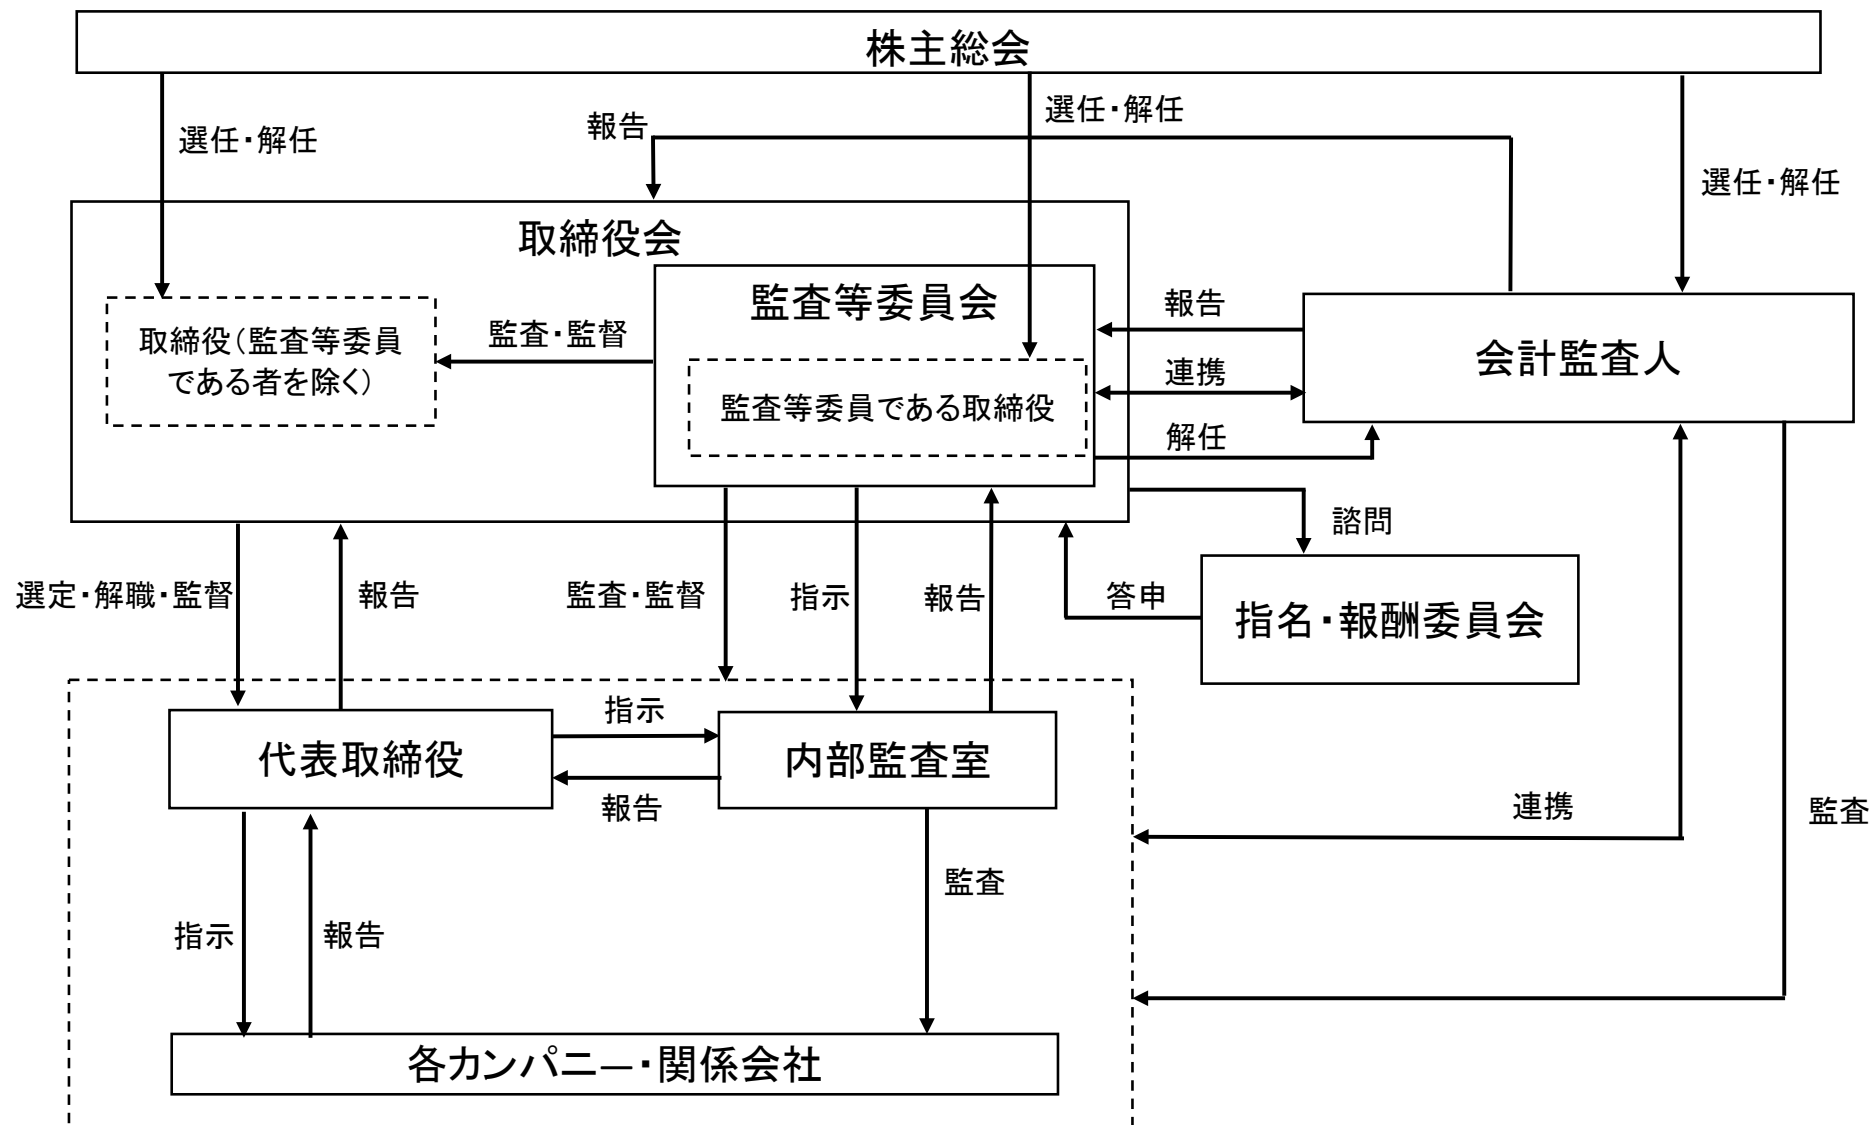 株主総会
選任・解任
報告
選任・解任
選任・解任
取締役会
監査等委員会
取締役（監査等委員
である者を除く）
監査・監督
監査等委員である取締役
報告
連携
解任
会計監査人
諮問
選定・解職・監督
報告
監査・監督
指示
報告
答申
指名・報酬委員会
代表取締役
指示
報告
内部監査室
連携
監査
指示
報告
監査
各カンパニー・関係会社